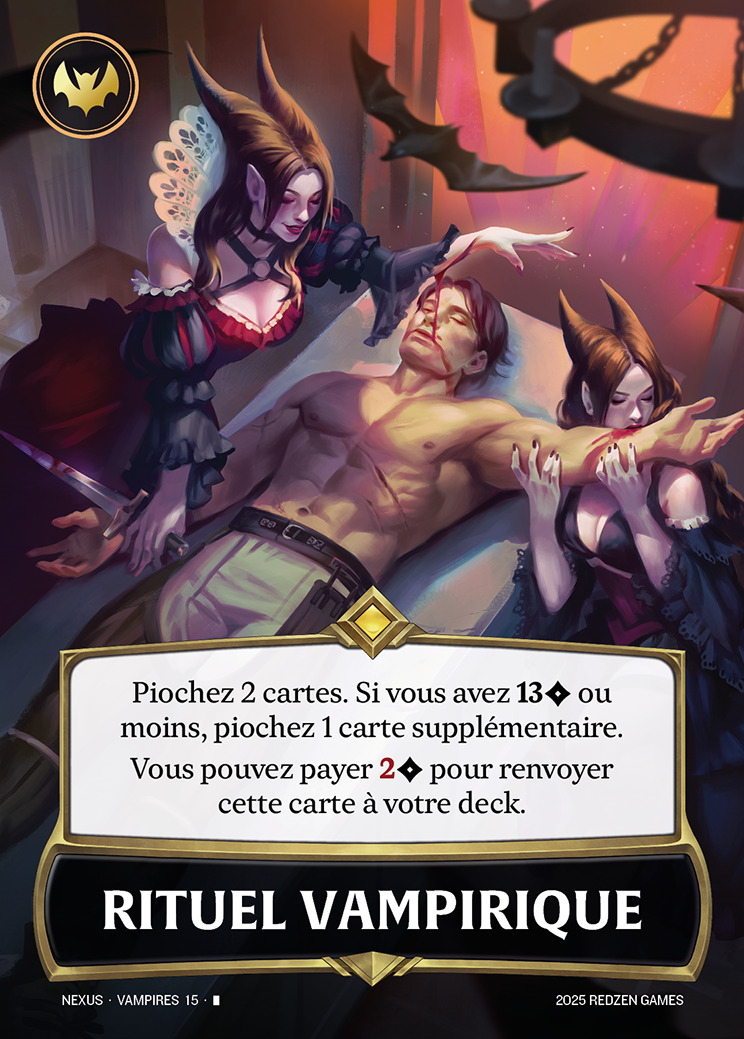 Piochez 2 cartes. Si vous avez 13 ou
moins, piochez 1 carte supplémentaire.
Vous pouvez payer 2 pour renvoyer
cette carte à votre deck.
RITUEL VAMPIRIQUE
NEXUS · VAMPIRES 15 ·
2025 REDZEN GAMES